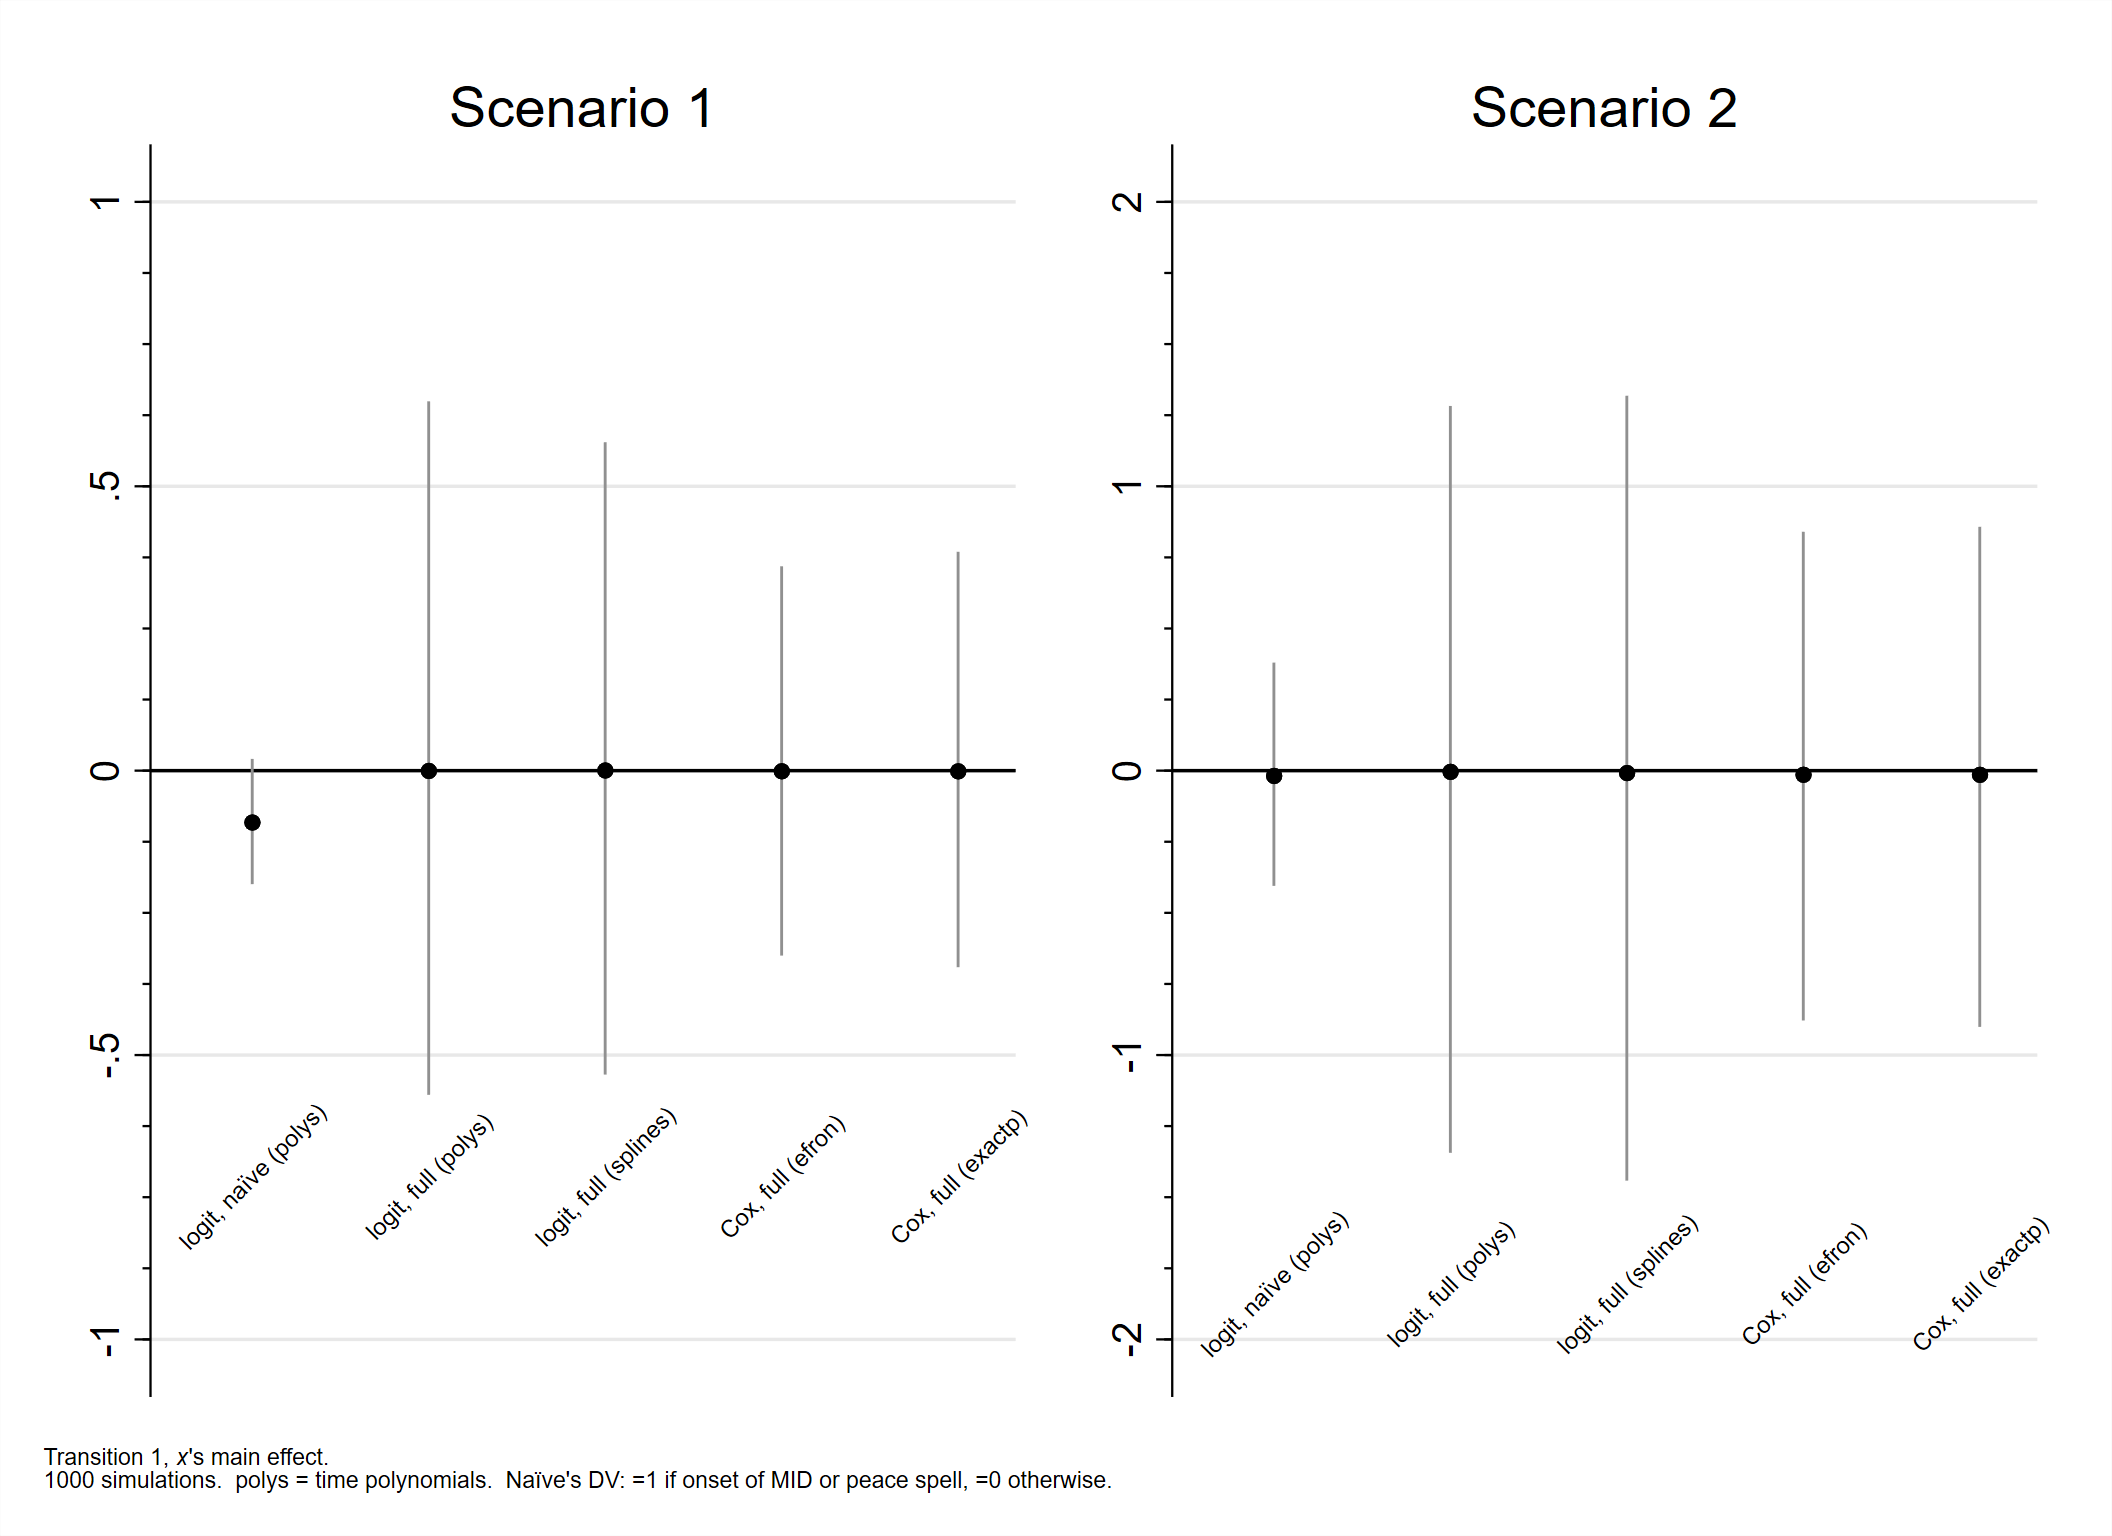 Scenario 1
1
.5
0
-.5
-1
logit, naïve (polys)
logit, full (polys)
logit, full (splines)
Cox, full (efron)
Cox, full (exactp)
Scenario 2
2
1
0
-1
-2
logit, naïve (polys)
logit, full (polys)
logit, full (splines)
Cox, full (efron)
Cox, full (exactp)
Transition 1, x's main effect.
1000 simulations.  polys = time polynomials.  Naïve's DV: =1 if onset of MID or peace spell, =0 otherwise.